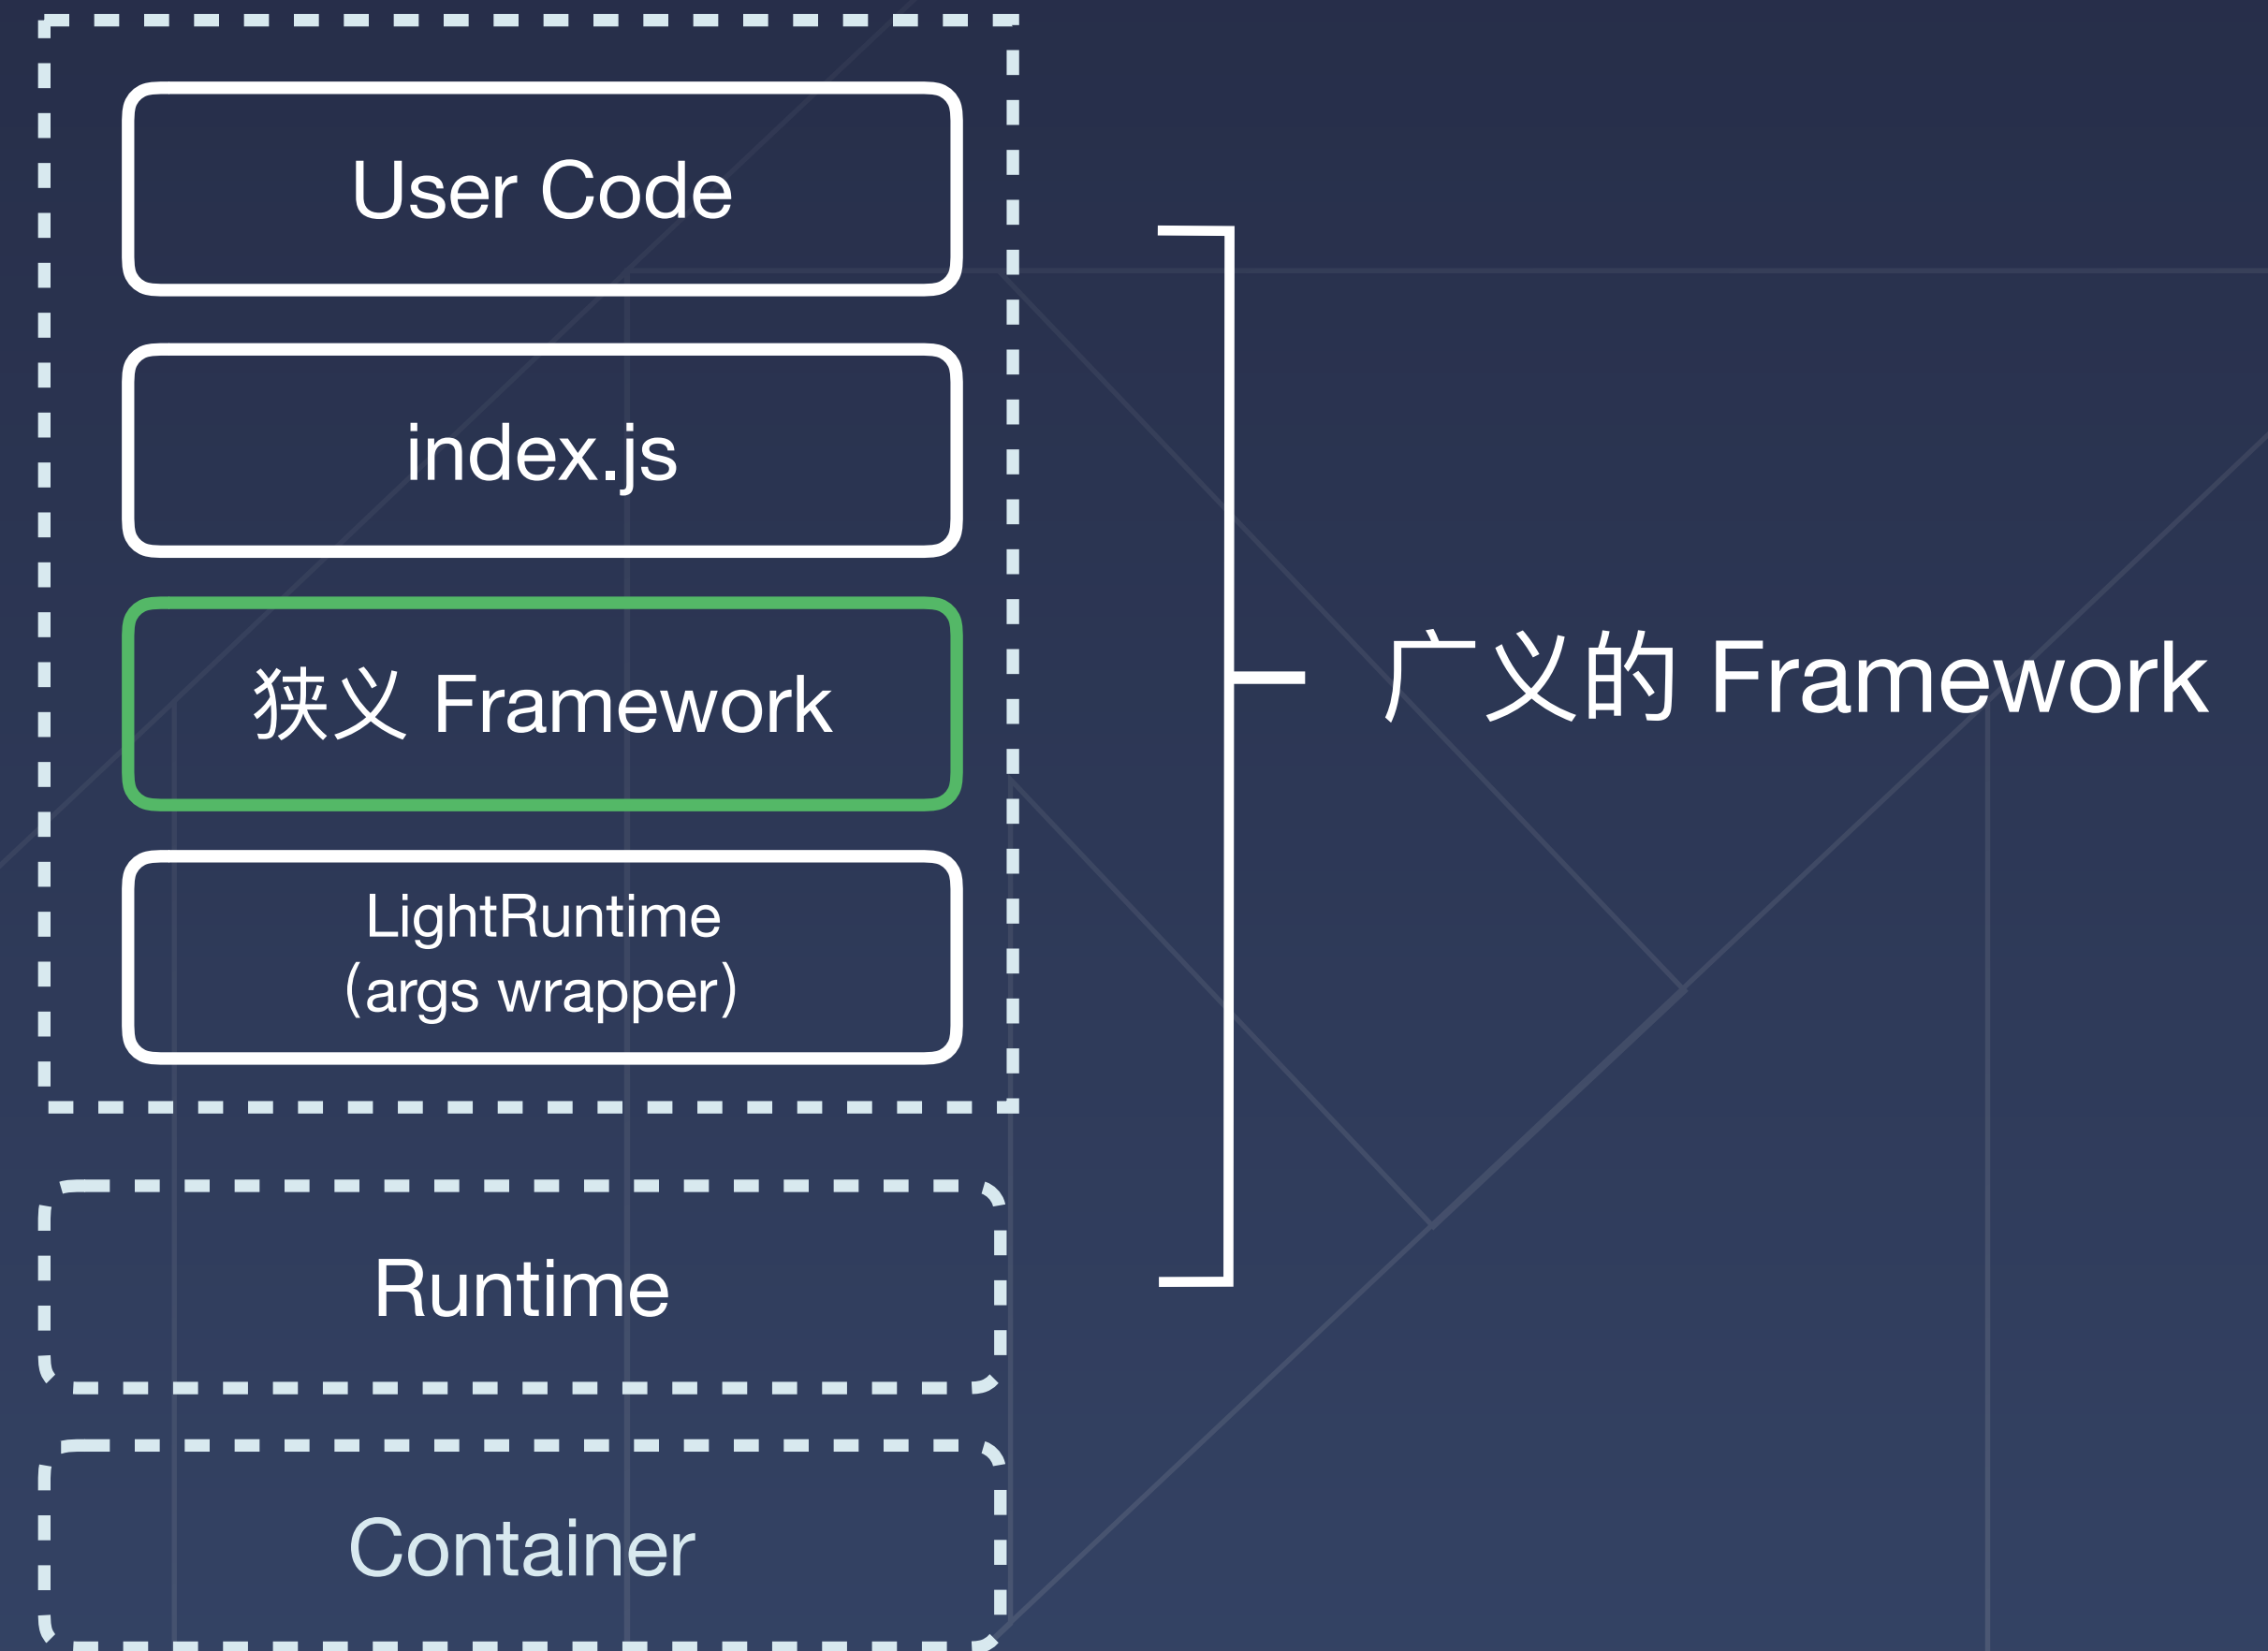 User Code
index.js
狭义 Framework
LightRuntime
(args wrapper)
广义的 Framework
Runtime
Container